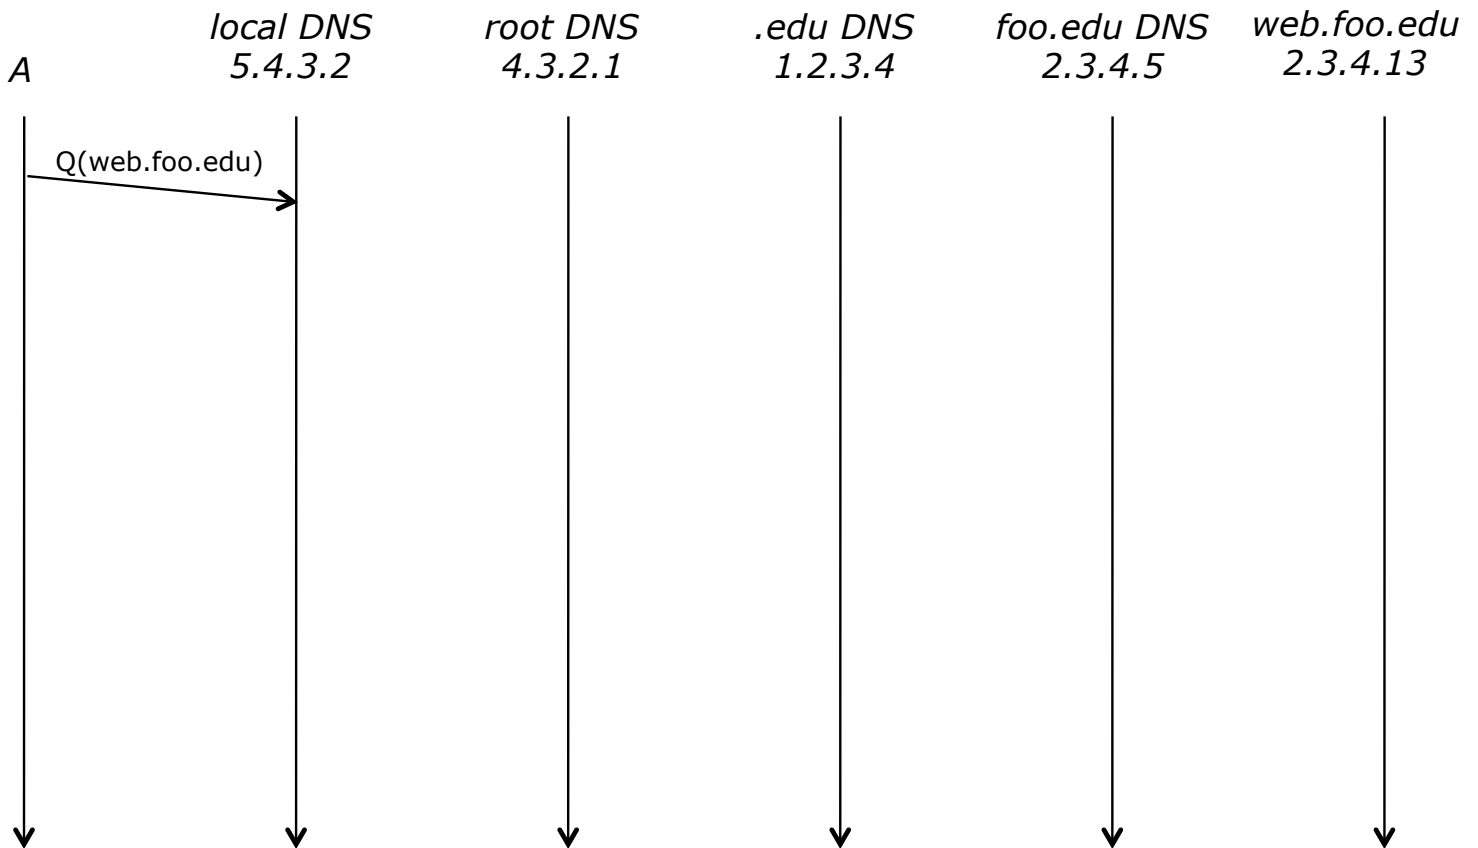 A
local DNS
5.4.3.2
root DNS
4.3.2.1
.edu DNS
1.2.3.4
foo.edu DNS
2.3.4.5
web.foo.edu
2.3.4.13
Q(web.foo.edu)